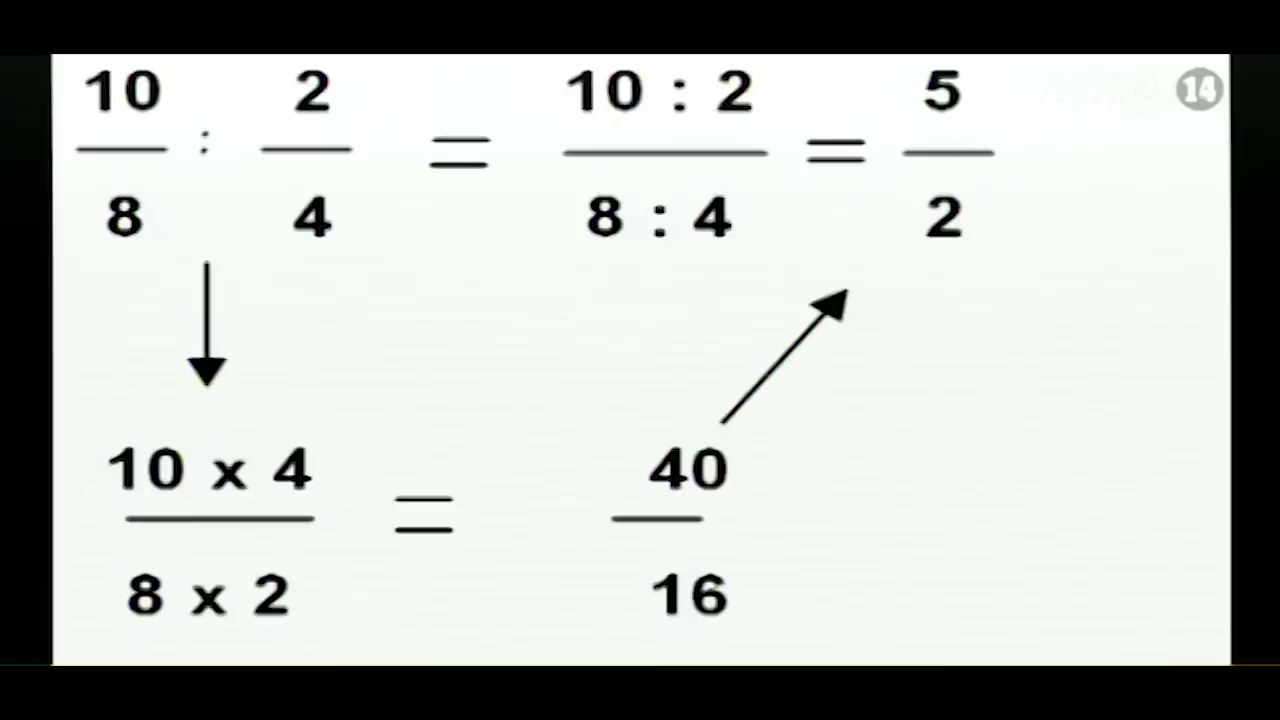 10/8 : 2/4 = 10 : 2/8 : 4 = 5/2
10 x 4/8 x 2 = 40/16
14